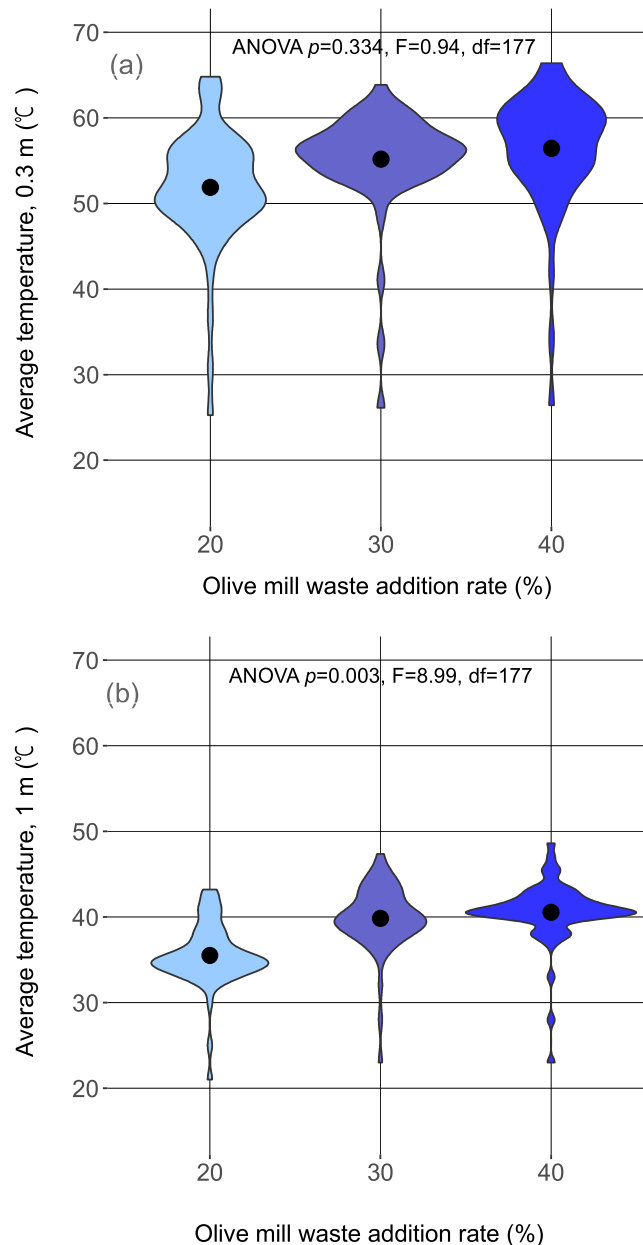 70
ANOVA p=0.334, F=0.94, df=177
(a)
60
50
40
30
20
Average temperature, 0.3 m (℃ )
20 30 40
Olive mill waste addition rate (%)
70
ANOVA p=0.003, F=8.99, df=177
(b)
60
50
40
30
20
Average temperature, 1 m (℃ )
20 30 40
Olive mill waste addition rate (%)